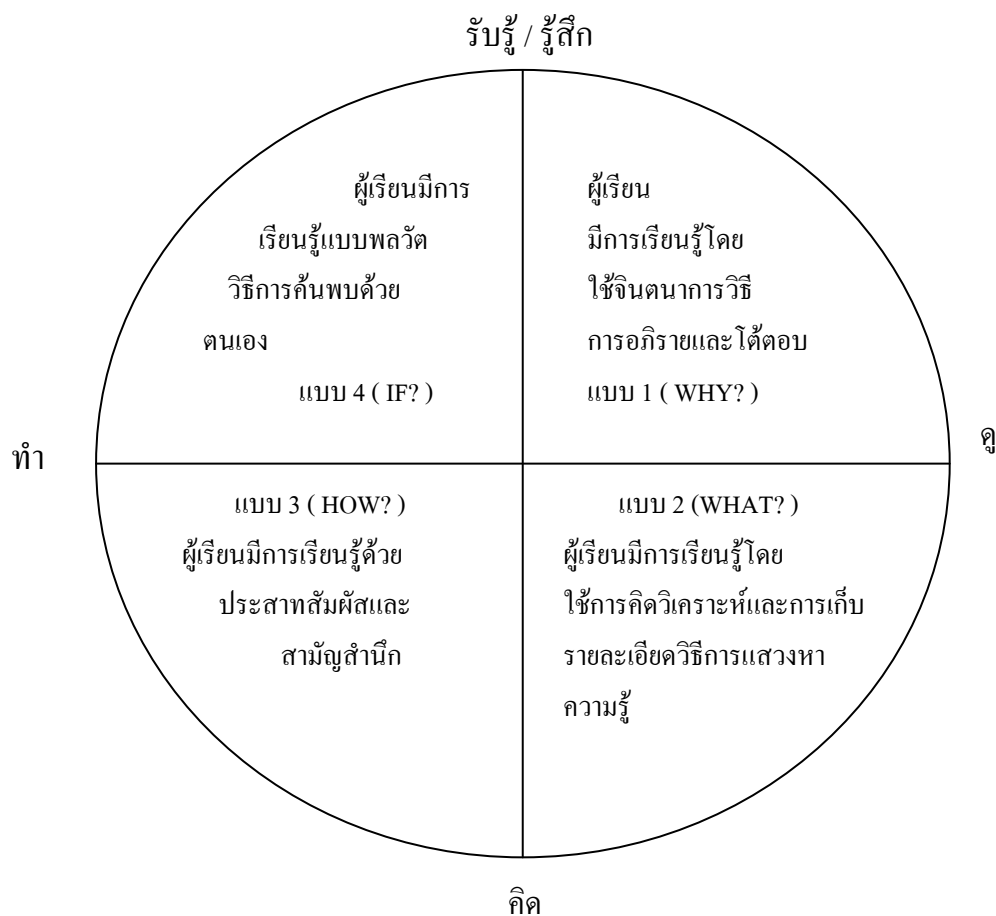 รับรู้ / รู้สึก
ผู้เรียนมีการ
เรียนรู้แบบพลวัต
วิธีการค้นพบด้วย
ตนเอง
แบบ 4 ( IF? )
ผู้เรียน
มีการเรียนรู้โดย
ใช้จินตนาการวิธี
การอภิรายและโต้ตอบ
แบบ 1 ( WHY? )
ทำ
ดู
แบบ 3 ( HOW? )
ผู้เรียนมีการเรียนรู้ด้วย
ประสาทสัมผัสและ
สามัญสำนึก
แบบ 2 (WHAT? )
ผู้เรียนมีการเรียนรู้โดย
ใช้การคิดวิเคราะห์และการเก็บ
รายละเอียดวิธีการแสวงหา
ความรู้
คิด